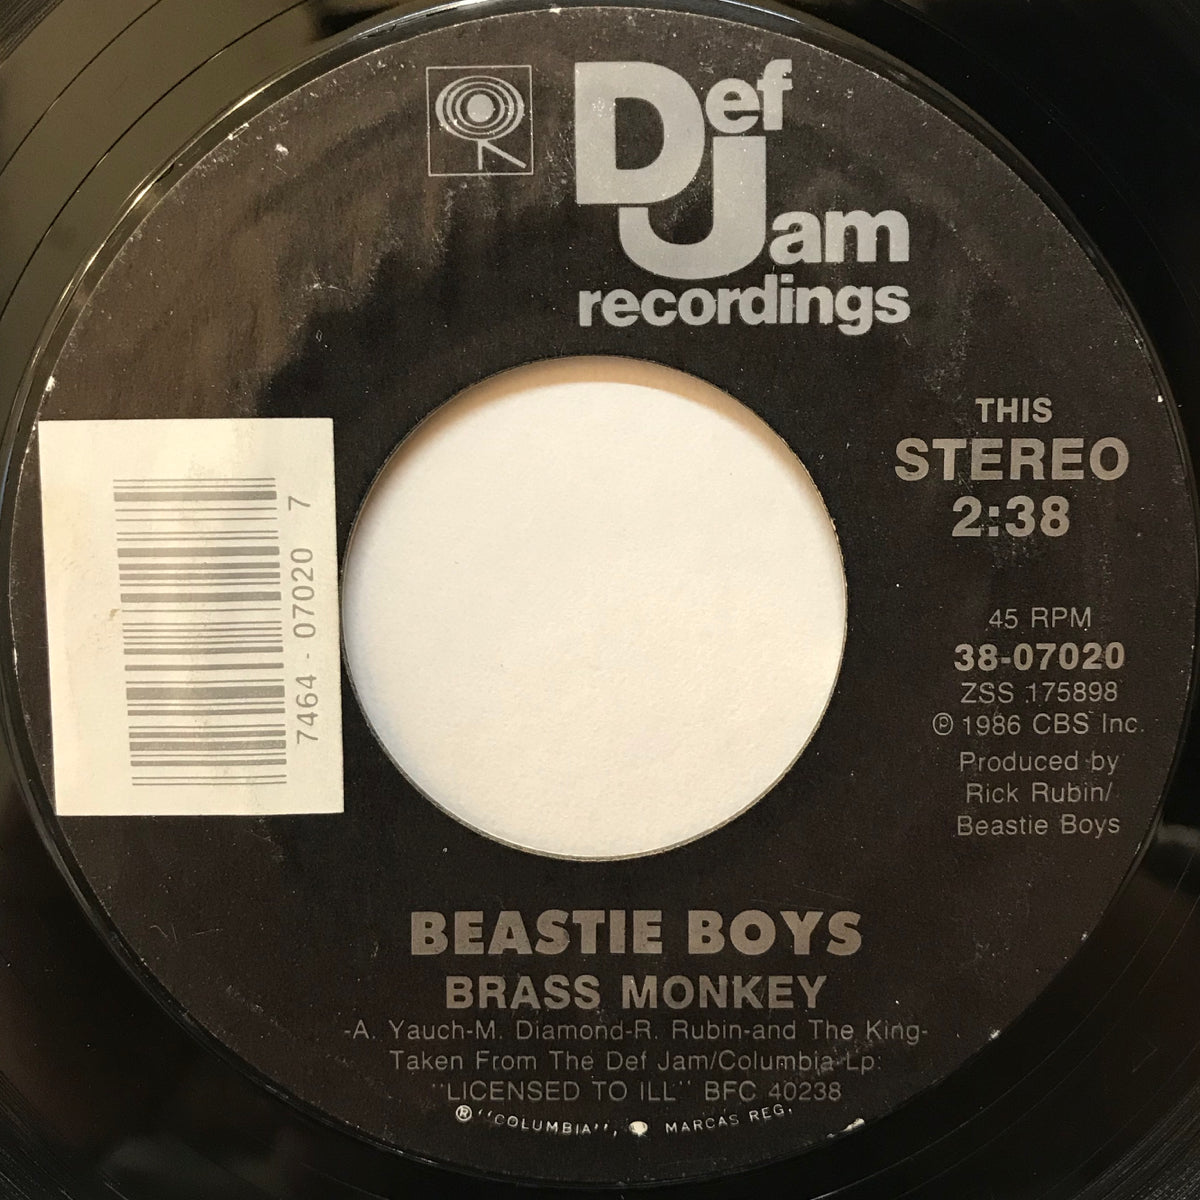 Def
Jam
recordings
THIS
STEREO
2:38
7464 - 07020 7
45 RPM
38-07020
ZSS 175898
℗ 1986 CBS Inc.
Produced by
Rick Rubin/
Beastie Boys
BEASTIE BOYS
BRASS MONKEY
-A. Yauch-M. Diamond-R. Rubin-and The King-
Taken From The Def Jam/Columbia Lp:
"LICENSED TO ILL" BFC 40238
® "COLUMBIA", MARCAS REG.